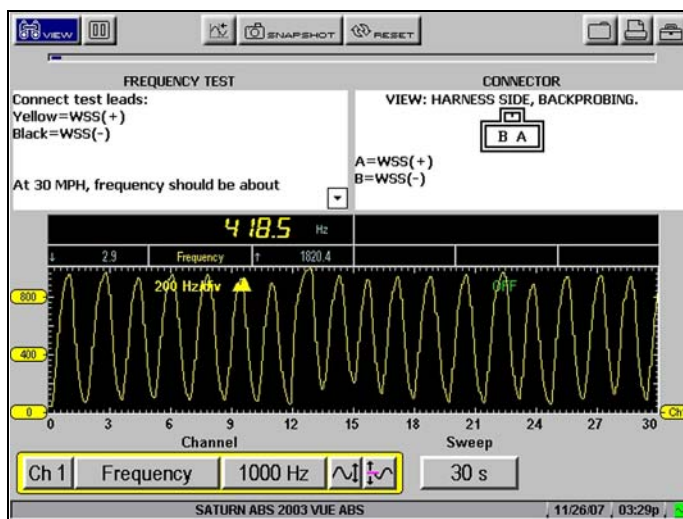 VIEW SNAPSHOT RESET
FREQUENCY TEST
Connect test leads:
Yellow=WSS(+)
Black=WSS(-)
At 30 MPH, frequency should be about
CONNECTOR
VIEW: HARNESS SIDE, BACKPROBING.
B A
A=WSS(+)
B=WSS(-)
418.5 Hz
↓ 2.9 Frequency ↑ 1820.4
200 Hz/div OFF
800
400
0 Ch1
0 3 6 9 12 15 18 21 24 27 30
Channel Sweep
Ch 1 Frequency 1000 Hz 30 s
SATURN ABS 2003 VUE ABS 11/26/07 03:29p